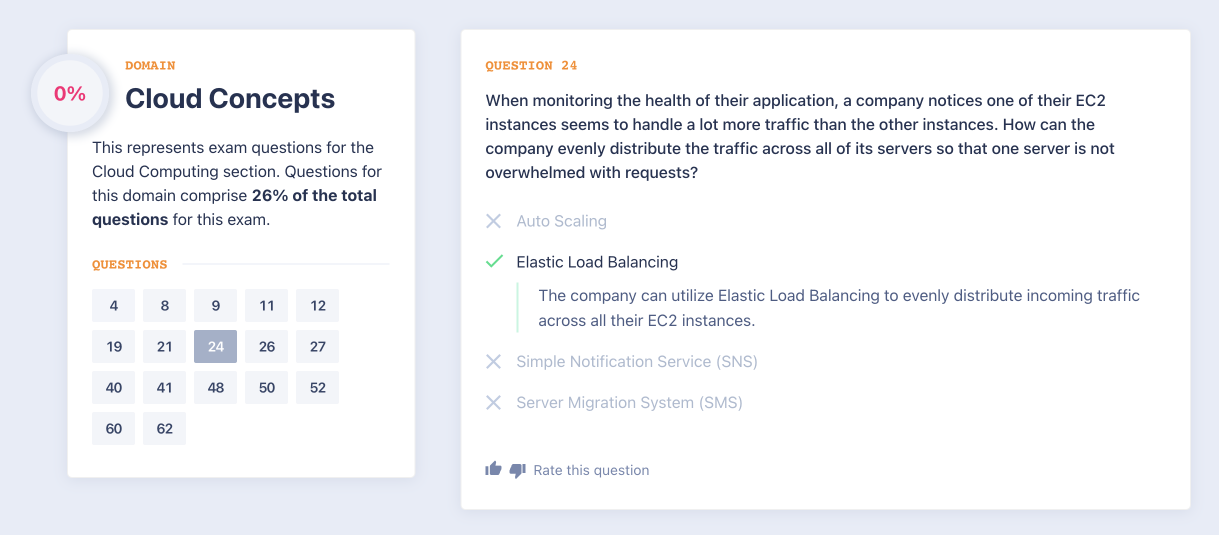 0%
DOMAIN
Cloud Concepts
This represents exam questions for the
Cloud Computing section. Questions for
this domain comprise 26% of the total
questions for this exam.
QUESTIONS
4 8 9 11 12
19 21 24 26 27
40 41 48 50 52
60 62
QUESTION 24
When monitoring the health of their application, a company notices one of their EC2
instances seems to handle a lot more traffic than the other instances. How can the
company evenly distribute the traffic across all of its servers so that one server is not
overwhelmed with requests?
Auto Scaling
Elastic Load Balancing
The company can utilize Elastic Load Balancing to evenly distribute incoming traffic
across all their EC2 instances.
Simple Notification Service (SNS)
Server Migration System (SMS)
Rate this question